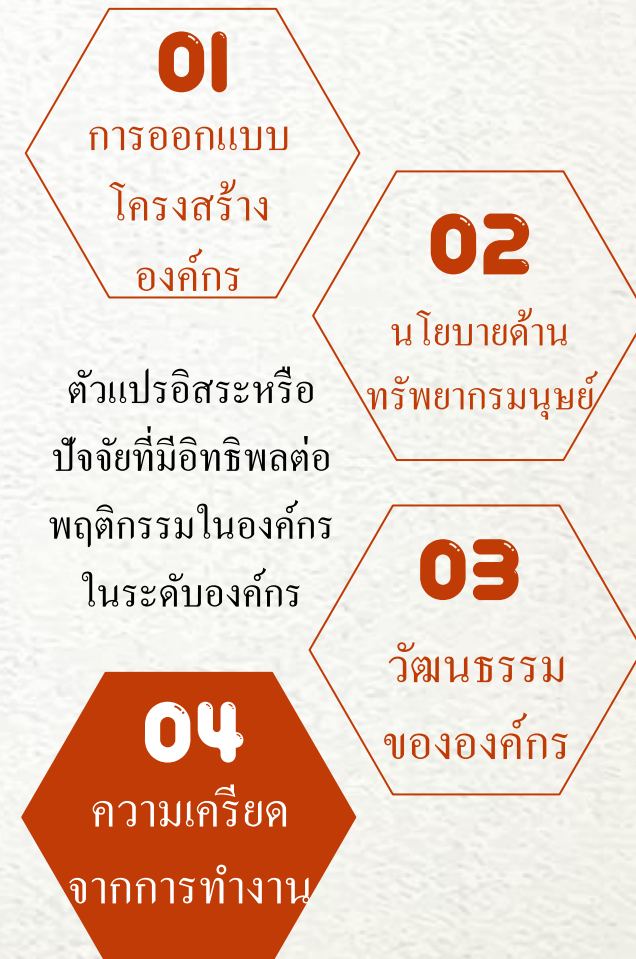 01
การออกแบบ
โครงสร้าง
องค์กร
02
นโยบายด้าน
ทรัพยากรมนุษย์
ตัวแปรอิสระหรือ
ปัจจัยที่มีอิทธิพลต่อ
พฤติกรรมในองค์กร
ในระดับองค์กร
03
วัฒนธรรม
ขององค์กร
04
ความเครียด
จากการทำงาน